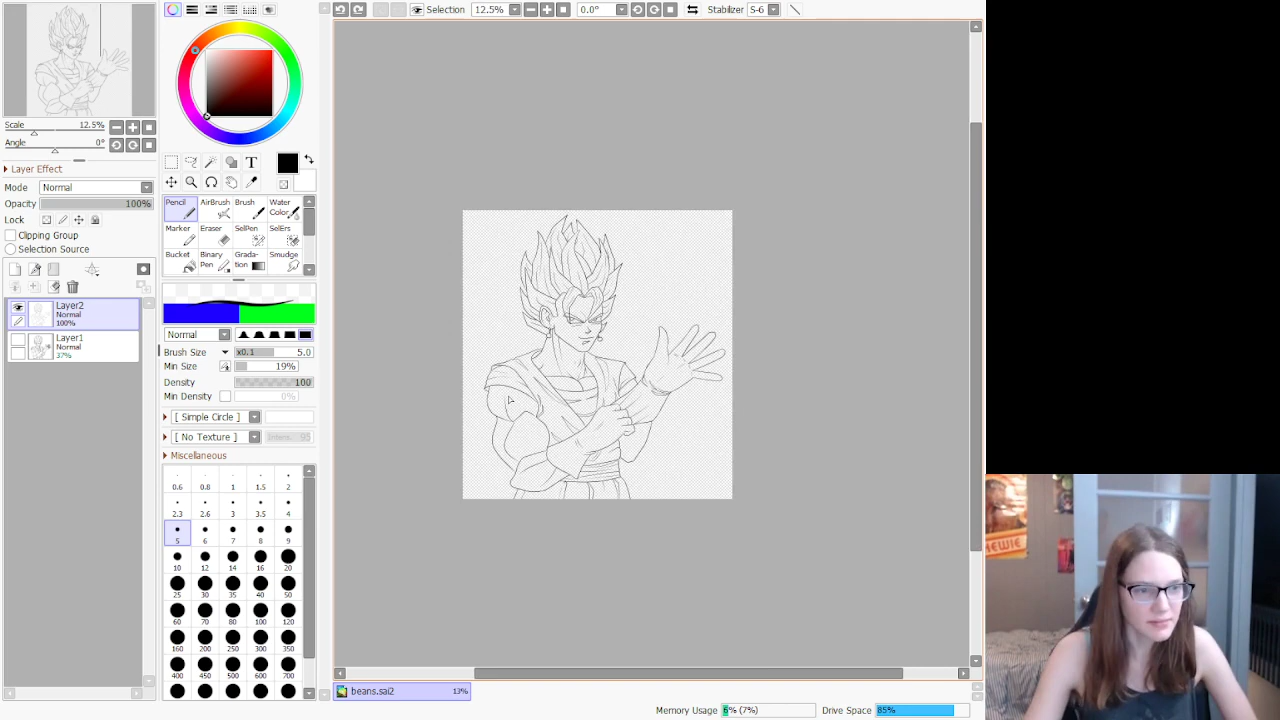 Selection 12.5% 0.0° Stabilizer S-6
Scale 12.5%
Angle 0°
Layer Effect
Mode Normal
Opacity 100%
Lock
Clipping Group
Selection Source
Layer2
Normal
100%
Layer1
Normal
37%
T
Pencil AirBrush Brush Water Color
Marker Eraser SelPen SelErs
Bucket Binary Pen Grada-tion Smudge
Normal
Brush Size x0.1 5.0
Min Size 19%
Density 100
Min Density 0%
[ Simple Circle ]
[ No Texture ] Intens. 95
Miscellaneous
0.6 0.8 1 1.5 2
2.3 2.6 3 3.5 4
5 6 7 8 9
10 12 14 16 20
25 30 35 40 50
60 70 80 100 120
160 200 250 300 350
400 450 500 600 700
beans.sai2 13%
Memory Usage 6% (7%) Drive Space 85%
EWIE